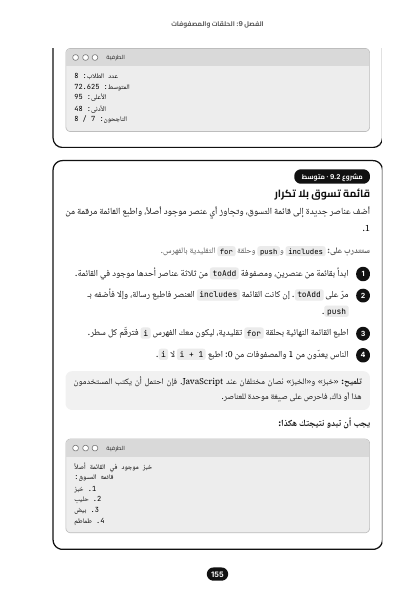 الفصل 9: الحلقات والمصفوفات
الطرفية
عدد الطلاب: 8
المتوسط: 72.625
الأعلى: 95
الأدنى: 48
الناجحون: 7 / 8
مشروع 9.2 · متوسط
قائمة تسوق بلا تكرار
أضف عناصر جديدة إلى قائمة التسوق، وتجاوز أي عنصر موجود أصلاً، واطبع القائمة مرقمة من
1.
ستتدرب على: includes و push وحلقة for التقليدية بالفهرس.
1 ابدأ بقائمة من عنصرين، ومصفوفة toAdd من ثلاثة عناصر أحدها موجود في القائمة.
2 مرّ على toAdd. إن كانت القائمة includes العنصر فاطبع رسالة، وإلا فأضفه بـ
push.
3 اطبع القائمة النهائية بحلقة for تقليدية، ليكون معك الفهرس i فترقّم كل سطر.
4 الناس يعدّون من 1 والمصفوفات من 0: اطبع i + 1 لا i.
تلميح: «خبز» و«الخبز» نصان مختلفان عند JavaScript. فإن احتمل أن يكتب المستخدمون
هذا أو ذاك، فاحرص على صيغة موحدة للعناصر.
يجب أن تبدو نتيجتك هكذا:
الطرفية
خبز موجود في القائمة أصلاً
قائمة التسوق:
1. خبز
2. حليب
3. بيض
4. طماطم
155